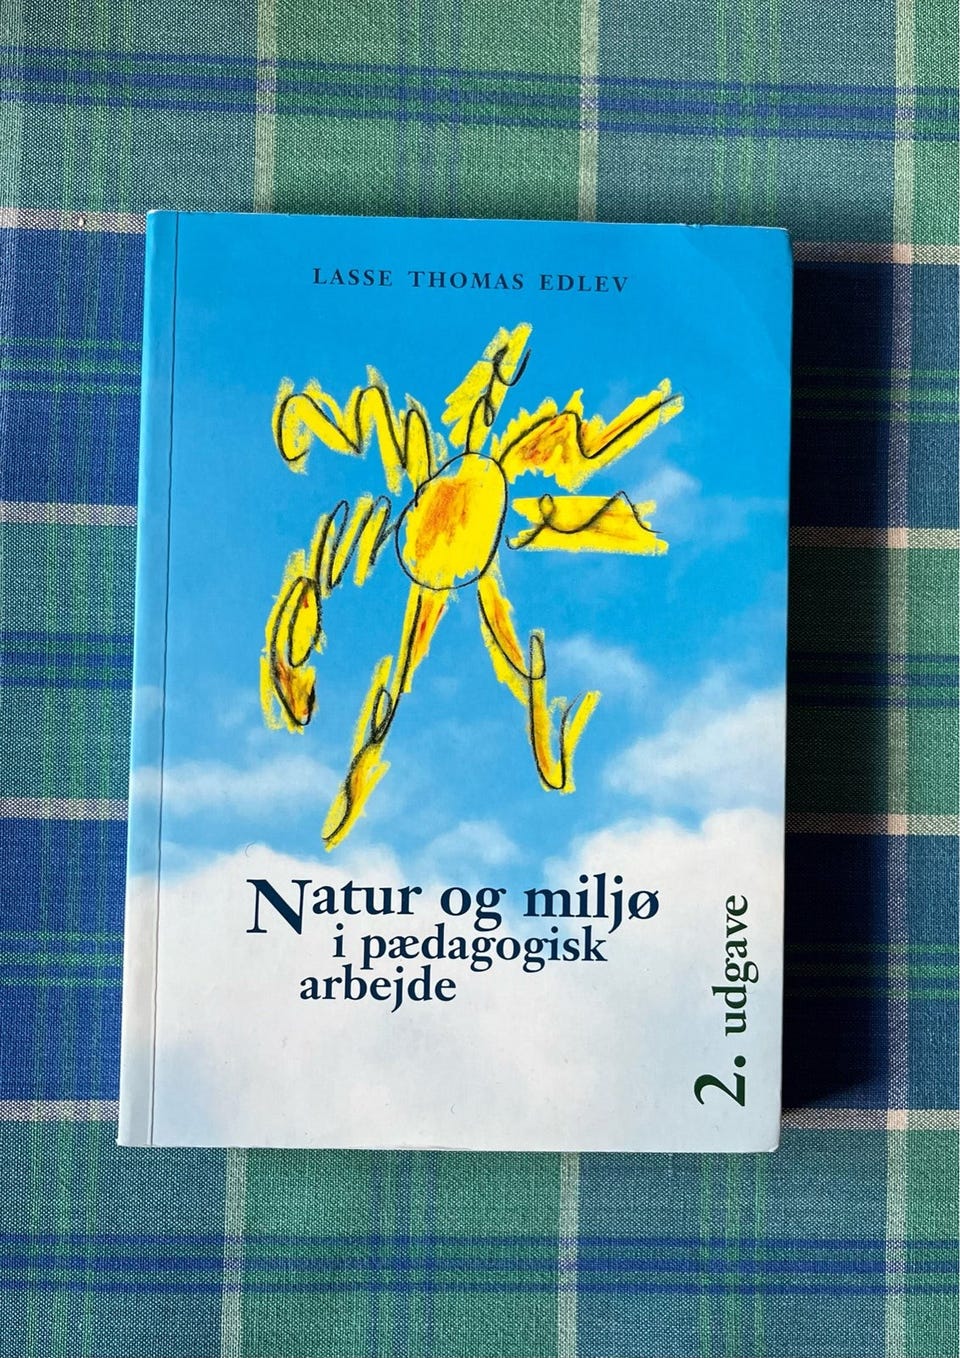 LASSE THOMAS EDLEV
Natur og miljø
i pædagogisk
arbejde
2. udgave